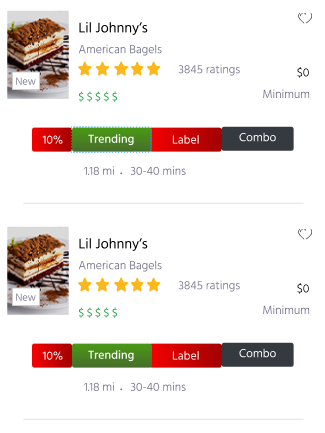 Lil Johnny’s
American Bagels
New
3845 ratings
$0
$ $ $ $ $
Minimum
10% Trending Label Combo
1.18 mi . 30-40 mins
Lil Johnny’s
American Bagels
New
3845 ratings
$0
$ $ $ $ $
Minimum
10% Trending Label Combo
1.18 mi . 30-40 mins